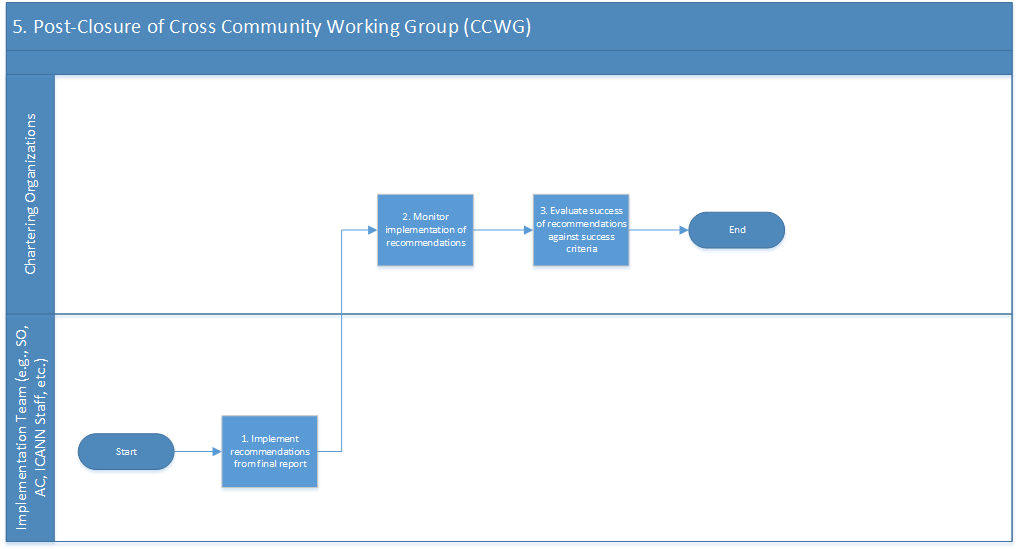 5. Post-Closure of Cross Community Working Group (CCWG)
Chartering Organizations
2. Monitor
implementation of
recommendations
3. Evaluate success
of recommendations
against success
criteria
End
Implementation Team (e.g., SO,
AC, ICANN Staff, etc.)
Start
1. Implement
recommendations
from final report